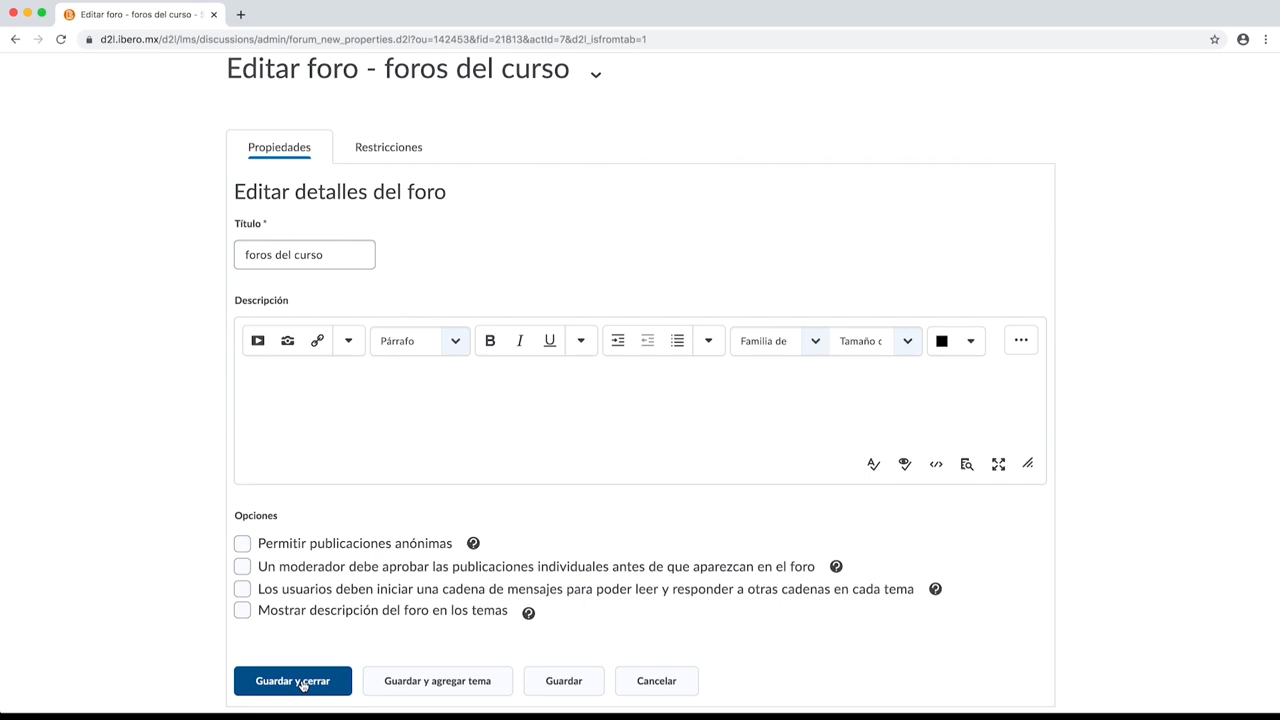 Editar foro - foros del curso - S
d2l.ibero.mx/d2l/lms/discussions/admin/forum_new_properties.d2l?ou=142453&fid=21813&actId=7&d2l_isfromtab=1
Editar foro - foros del curso
Propiedades
Restricciones
Editar detalles del foro
Título *
foros del curso
Descripción
Párrafo
B I U
Familia de
Tamaño c
Opciones
Permitir publicaciones anónimas
Un moderador debe aprobar las publicaciones individuales antes de que aparezcan en el foro
Los usuarios deben iniciar una cadena de mensajes para poder leer y responder a otras cadenas en cada tema
Mostrar descripción del foro en los temas
Guardar y cerrar
Guardar y agregar tema
Guardar
Cancelar